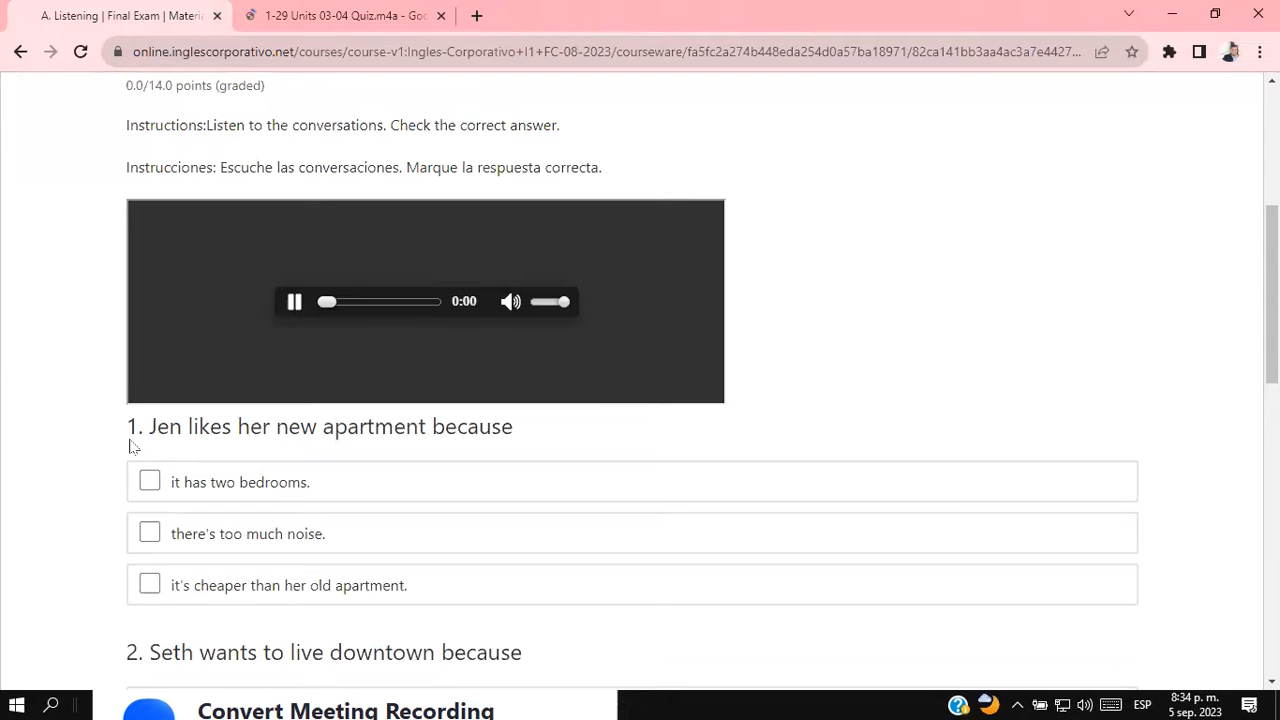 A. Listening | Final Exam | Materia
1-29 Units 03-04 Quiz.m4a - Goo
online.inglescorporativo.net/courses/course-v1:Ingles-Corporativo+I1+FC-08-2023/courseware/fa5fc2a274b448eda254d0a57ba18971/82ca141bb3aa4ac3a7e4427...
0.0/14.0 points (graded)
Instructions:Listen to the conversations. Check the correct answer.
Instrucciones: Escuche las conversaciones. Marque la respuesta correcta.
0:00
1. Jen likes her new apartment because
it has two bedrooms.
there's too much noise.
it's cheaper than her old apartment.
2. Seth wants to live downtown because
Convert Meeting Recording
ESP
8:34 p. m.
5 sep. 2023